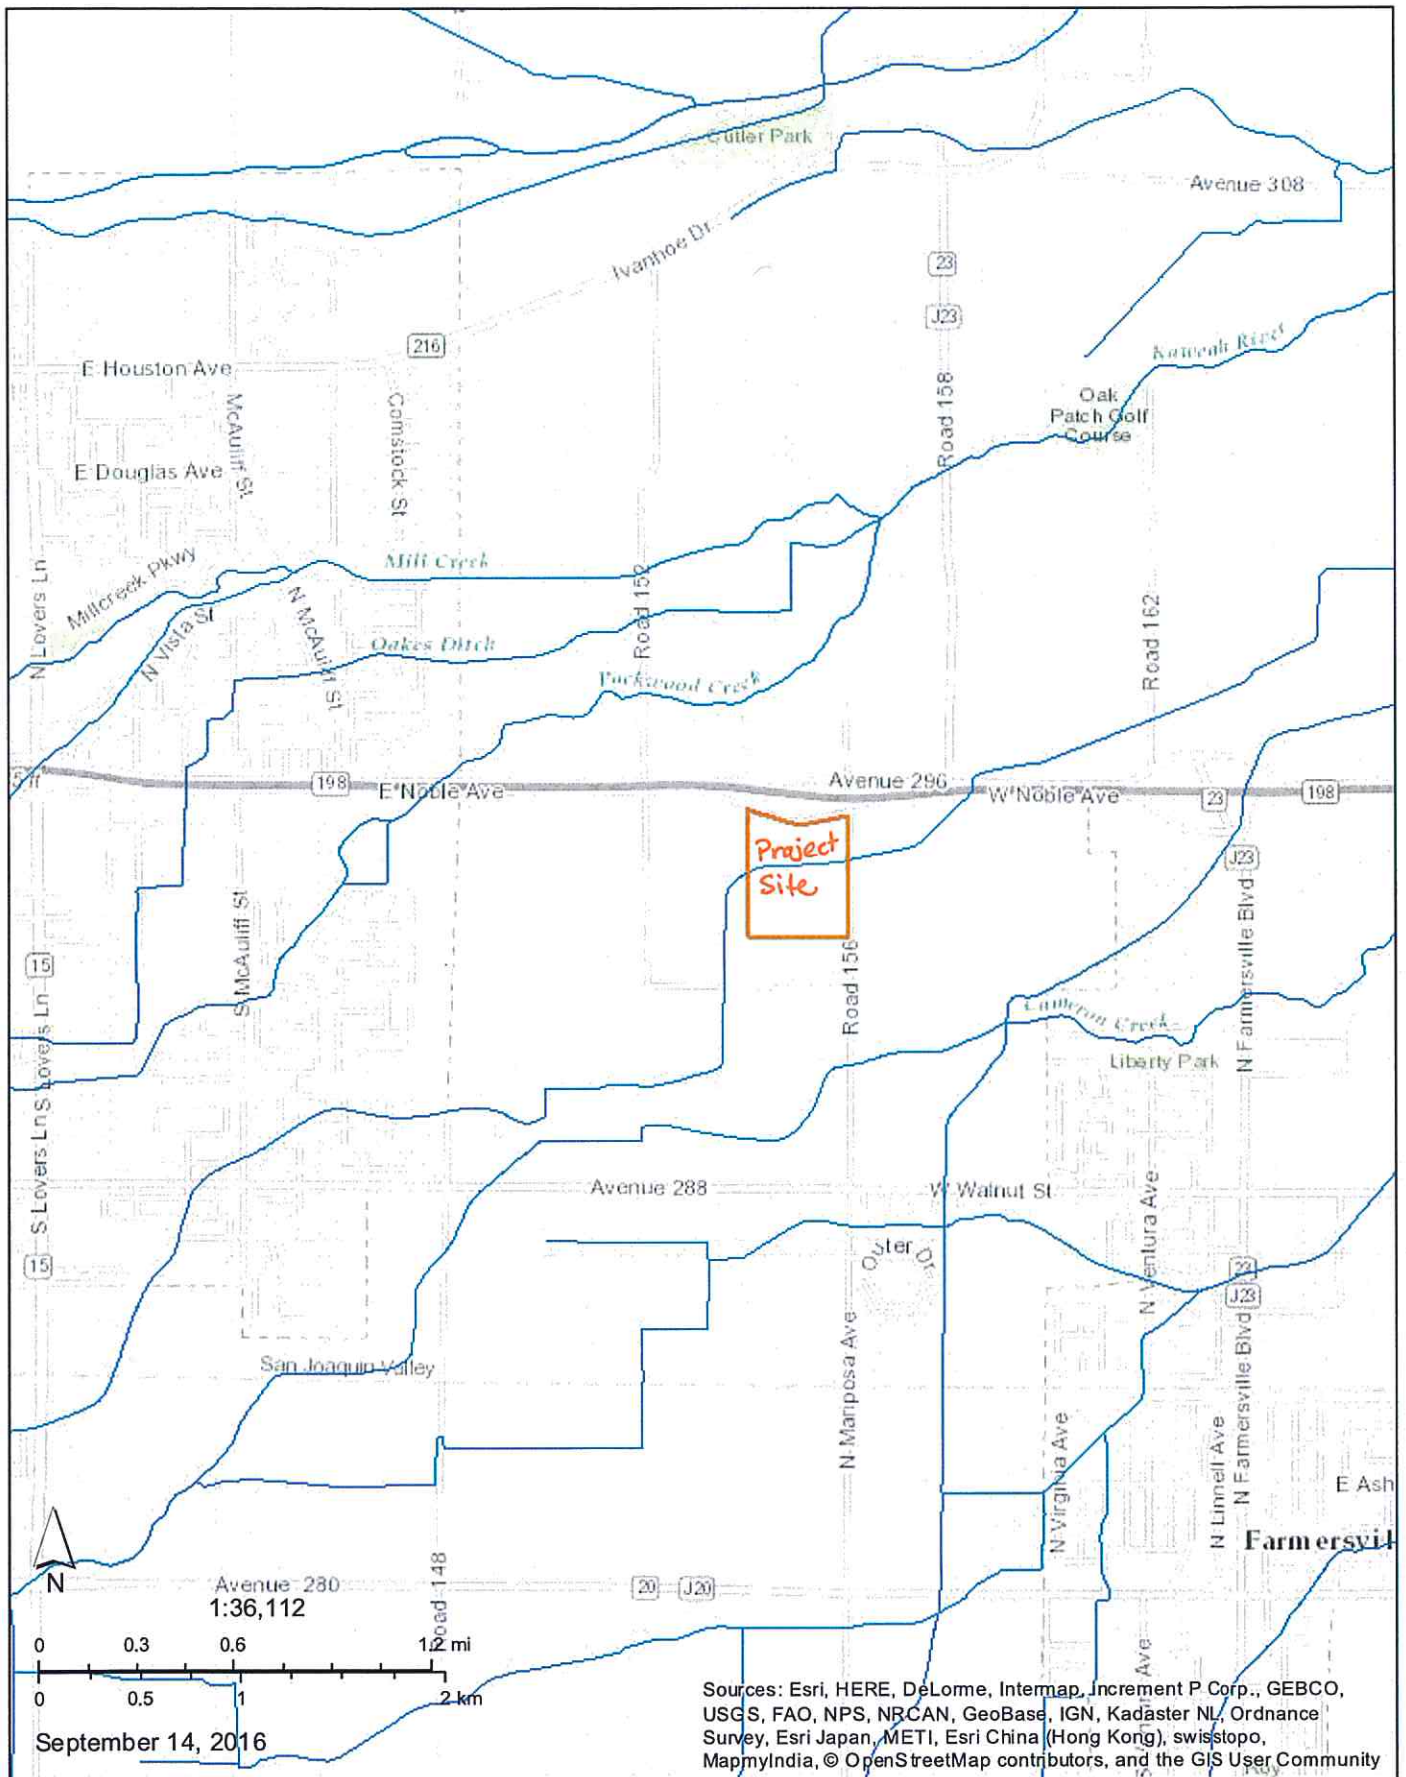 Cutler Park
Avenue 308
Ivanhoe Dr
23
J23
216
E Houston Ave
Kaweah River
McAuliff St
Comstock St
Road 158
Oak
Patch Golf
Course
E Douglas Ave
Mill Creek
Millcreek Pkwy
N Lovers Ln
N Vista St
N McAuliff St
Road 152
Road 162
Oakes Ditch
Packwood Creek
198
E Noble Ave
Avenue 296
W Noble Ave
23
198
Project
Site
J23
S McAuliff St
N Farmersville Blvd
15
Road 156
S Lovers Ln
Cameron Creek
Liberty Park
S Lovers Ln
Avenue 288
W Walnut St
N Ventura Ave
Outer Dr
15
23
J23
San Joaquin Valley
N Mariposa Ave
N Virginia Ave
N Linnell Ave
N Farmersville Blvd
E Ash
Farmersvil
N
Avenue 280
20
J20
Road 148
1:36,112
0 0.3 0.6 1.2 mi
0 0.5 1 2 km
September 14, 2016
Sources: Esri, HERE, DeLorme, Intermap, increment P Corp., GEBCO,
USGS, FAO, NPS, NRCAN, GeoBase, IGN, Kadaster NL, Ordnance
Survey, Esri Japan, METI, Esri China (Hong Kong), swisstopo,
MapmyIndia, © OpenStreetMap contributors, and the GIS User Community